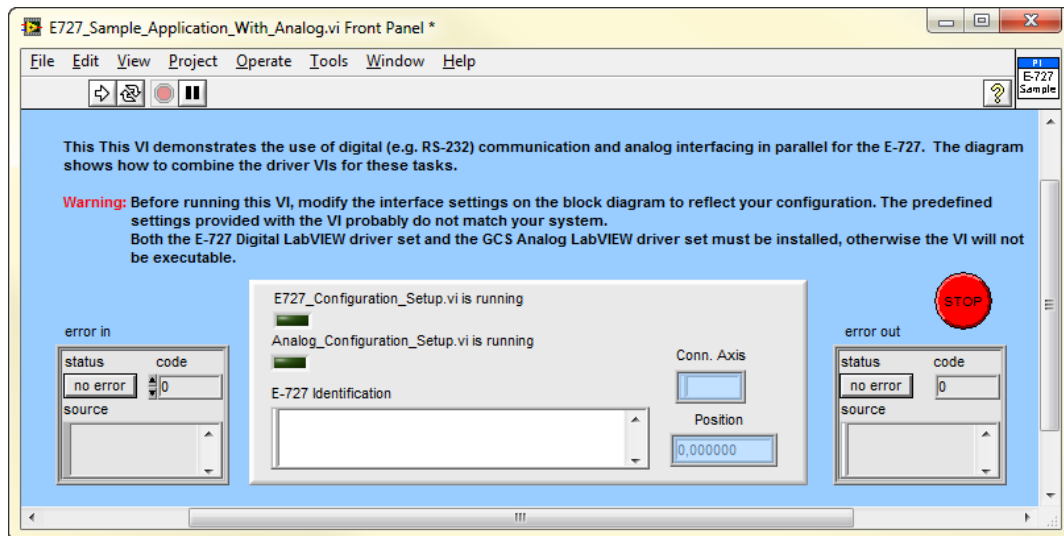 E727_Sample_Application_With_Analog.vi Front Panel *
File Edit View Project Operate Tools Window Help
PI
E-727
Sample
This This VI demonstrates the use of digital (e.g. RS-232) communication and analog interfacing in parallel for the E-727. The diagram
shows how to combine the driver VIs for these tasks.
Warning: Before running this VI, modify the interface settings on the block diagram to reflect your configuration. The predefined
settings provided with the VI probably do not match your system.
Both the E-727 Digital LabVIEW driver set and the GCS Analog LabVIEW driver set must be installed, otherwise the VI will not
be executable.
error in
status code
no error 0
source
E727_Configuration_Setup.vi is running
Analog_Configuration_Setup.vi is running
E-727 Identification
Conn. Axis
Position
0,000000
STOP
error out
status code
no error 0
source